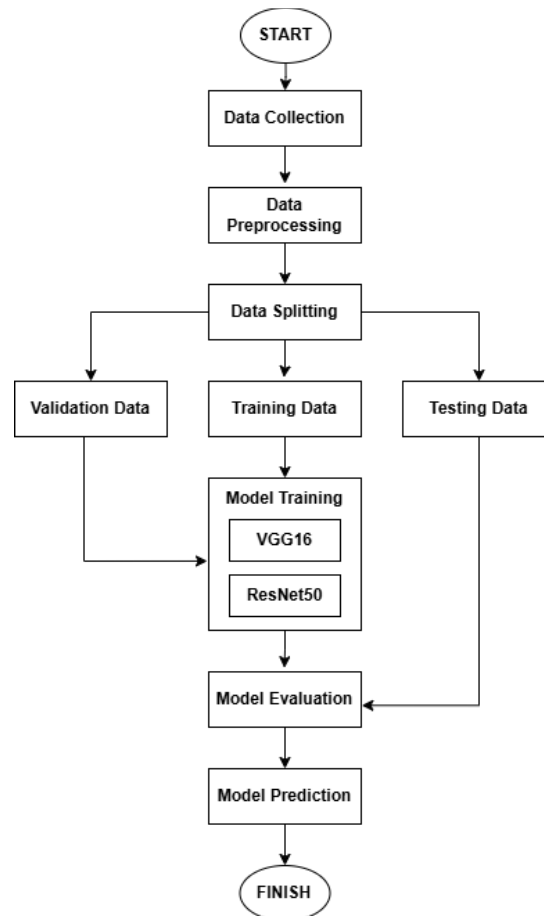 START
Data Collection
Data
Preprocessing
Data Splitting
Validation Data
Training Data
Testing Data
Model Training
VGG16
ResNet50
Model Evaluation
Model Prediction
FINISH